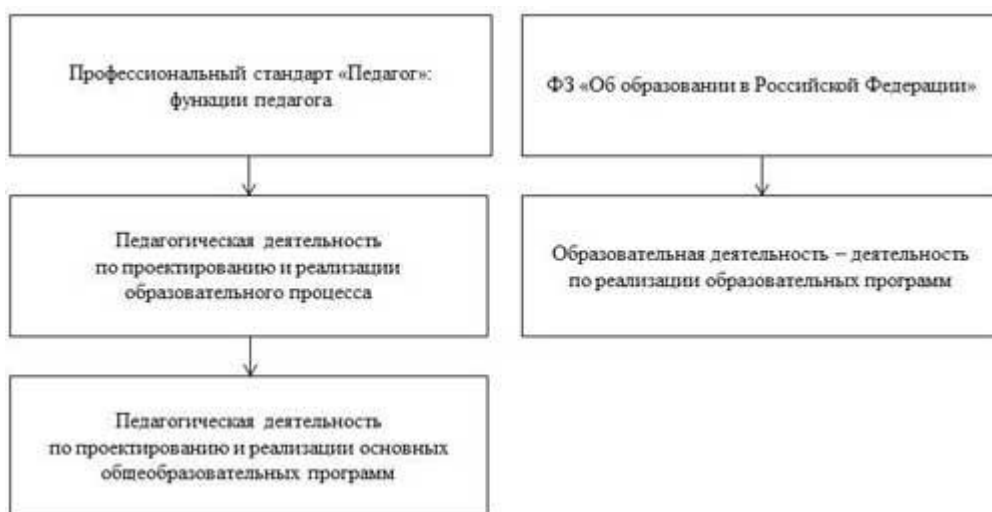 Профессиональный стандарт «Педагог»:
функции педагога
ФЗ «Об образовании в Российской Федерации»
Педагогическая деятельность
по проектированию и реализации
образовательного процесса
Образовательная деятельность – деятельность
по реализации образовательных программ
Педагогическая деятельность
по проектированию и реализации основных
общеобразовательных программ